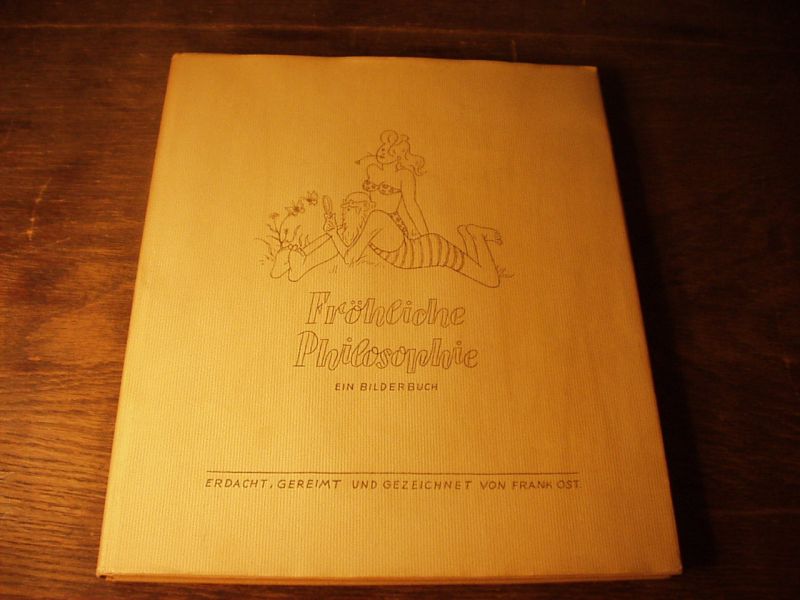 Fröhliche
Philosophie
EIN BILDERBUCH
ERDACHT, GEREIMT UND GEZEICHNET VON FRANK OST